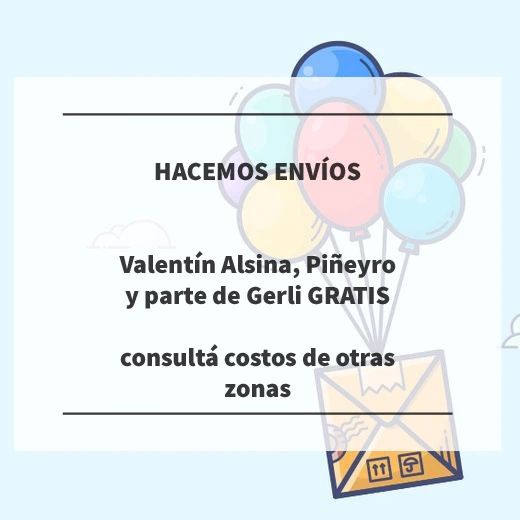 HACEMOS ENVÍOS
Valentín Alsina, Piñeyro
y parte de Gerli GRATIS
consultá costos de otras
zonas